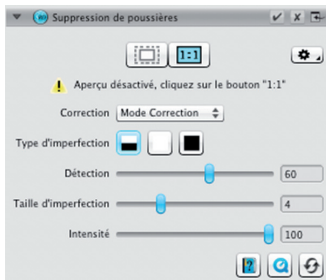 Suppression de poussières
1:1
Aperçu désactivé, cliquez sur le bouton "1:1"
Correction Mode Correction
Type d'imperfection
Détection 60
Taille d'imperfection 4
Intensité 100
?